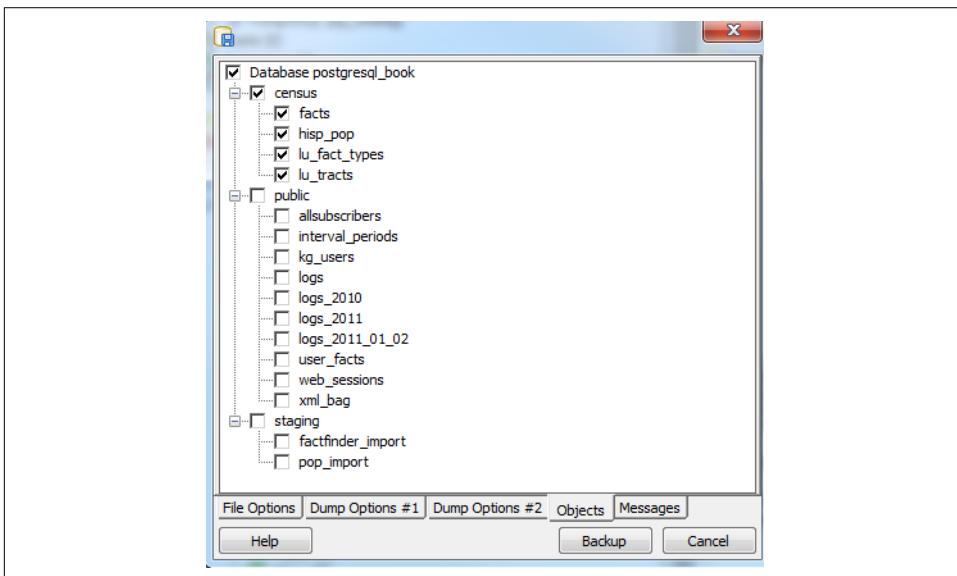 Database postgresql_book
census
facts
hisp_pop
lu_fact_types
lu_tracts
public
allsubscribers
interval_periods
kg_users
logs
logs_2010
logs_2011
logs_2011_01_02
user_facts
web_sessions
xml_bag
staging
factfinder_import
pop_import
File Options Dump Options #1 Dump Options #2 Objects Messages
Help Backup Cancel